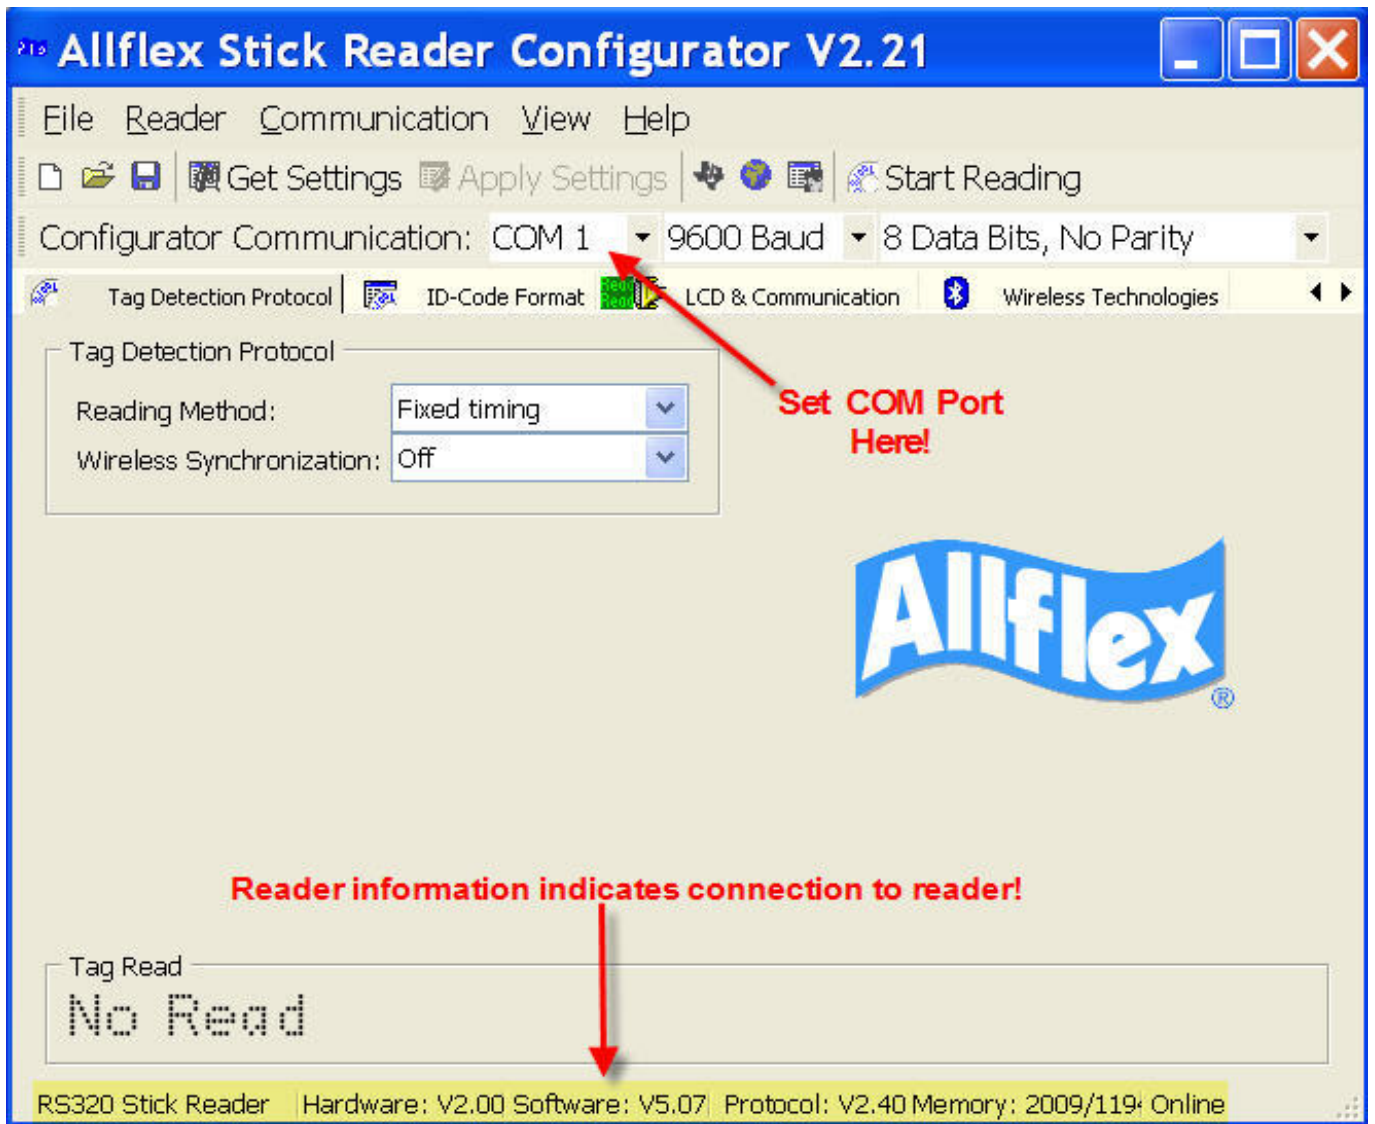 Allflex Stick Reader Configurator V2.21
File Reader Communication View Help
Get Settings Apply Settings Start Reading
Configurator Communication: COM 1 9600 Baud 8 Data Bits, No Parity
Tag Detection Protocol ID-Code Format Read LCD & Communication Wireless Technologies
Read
Tag Detection Protocol
Reading Method: Fixed timing
Wireless Synchronization: Off
Set COM Port
Here!
Allflex ®
Reader information indicates connection to reader!
Tag Read
No Read
RS320 Stick Reader Hardware: V2.00 Software: V5.07 Protocol: V2.40 Memory: 2009/119 Online